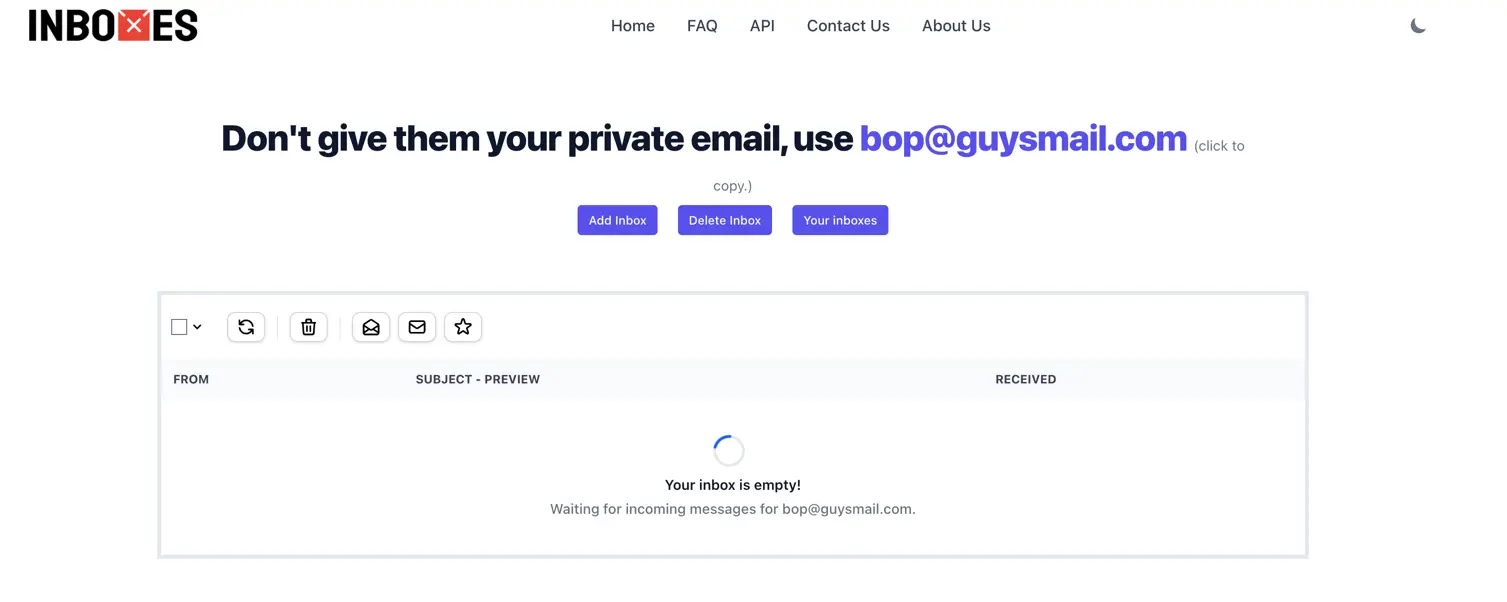 INBOXES
Home FAQ API Contact Us About Us
Don't give them your private email, use bop@guysmail.com (click to
copy.)
Add Inbox Delete Inbox Your inboxes
FROM SUBJECT - PREVIEW RECEIVED
Your inbox is empty!
Waiting for incoming messages for bop@guysmail.com.